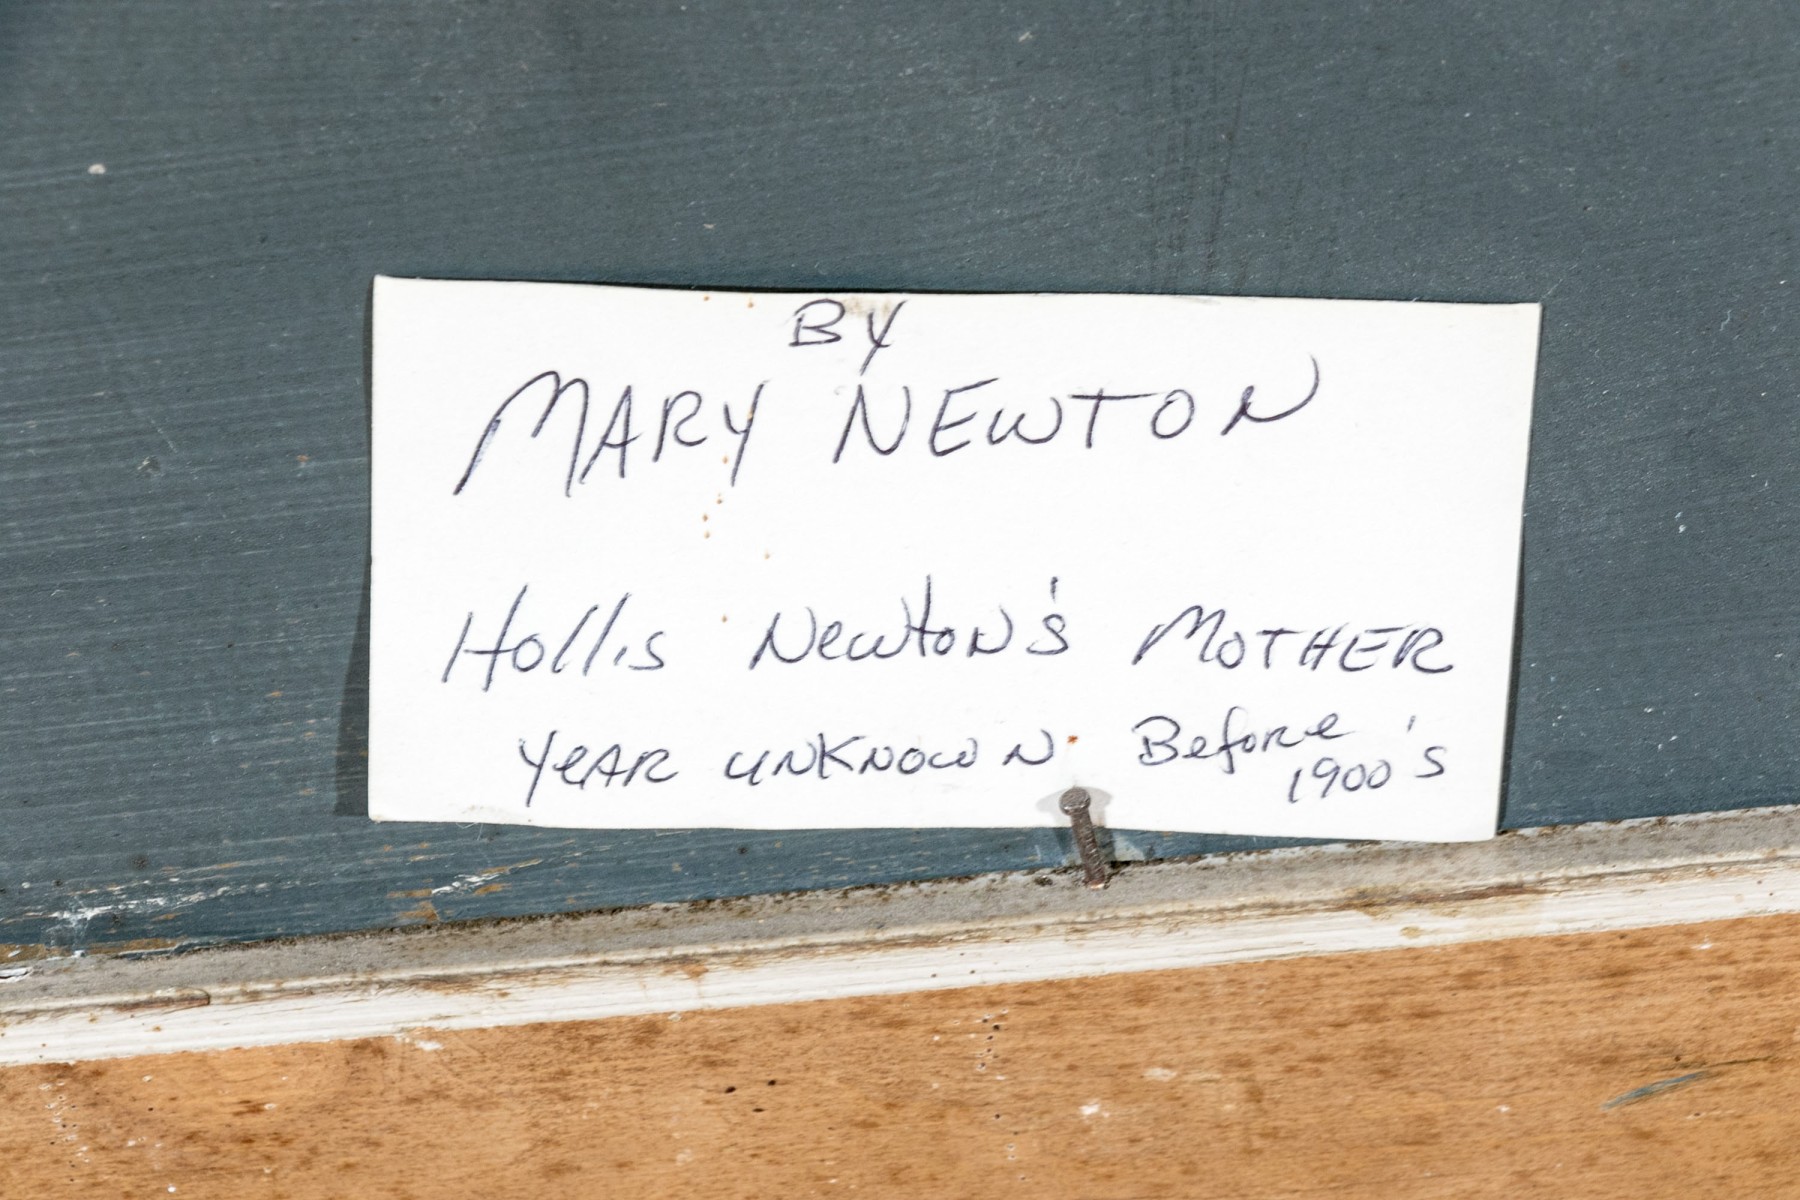 By
MARY NEWTON
Hollis Newton's MOTHER
YeAR UNKNOWN Before
1900's